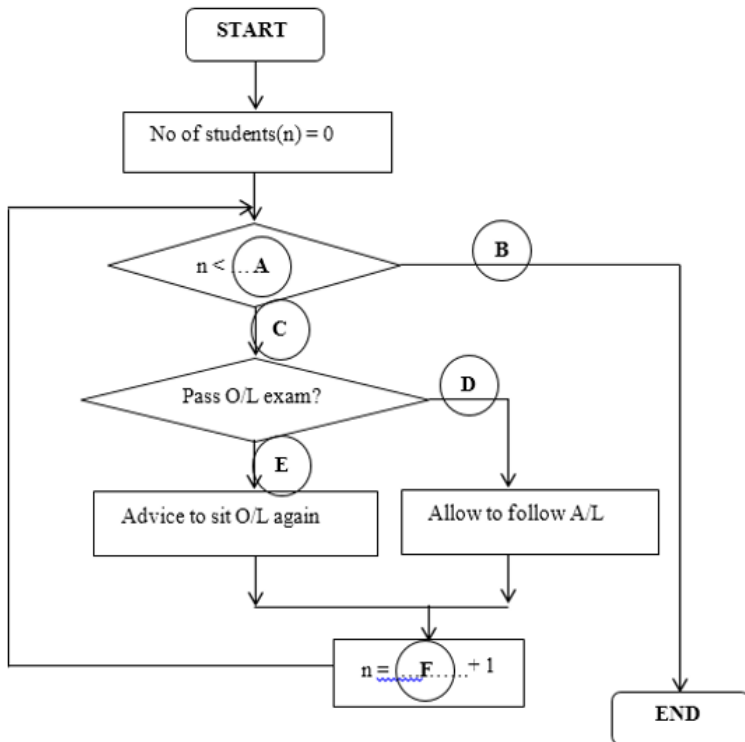 START
No of students(n) = 0
n < ...A
B
C
Pass O/L exam?
D
E
Advice to sit O/L again
Allow to follow A/L
n = ....F........+ 1
END